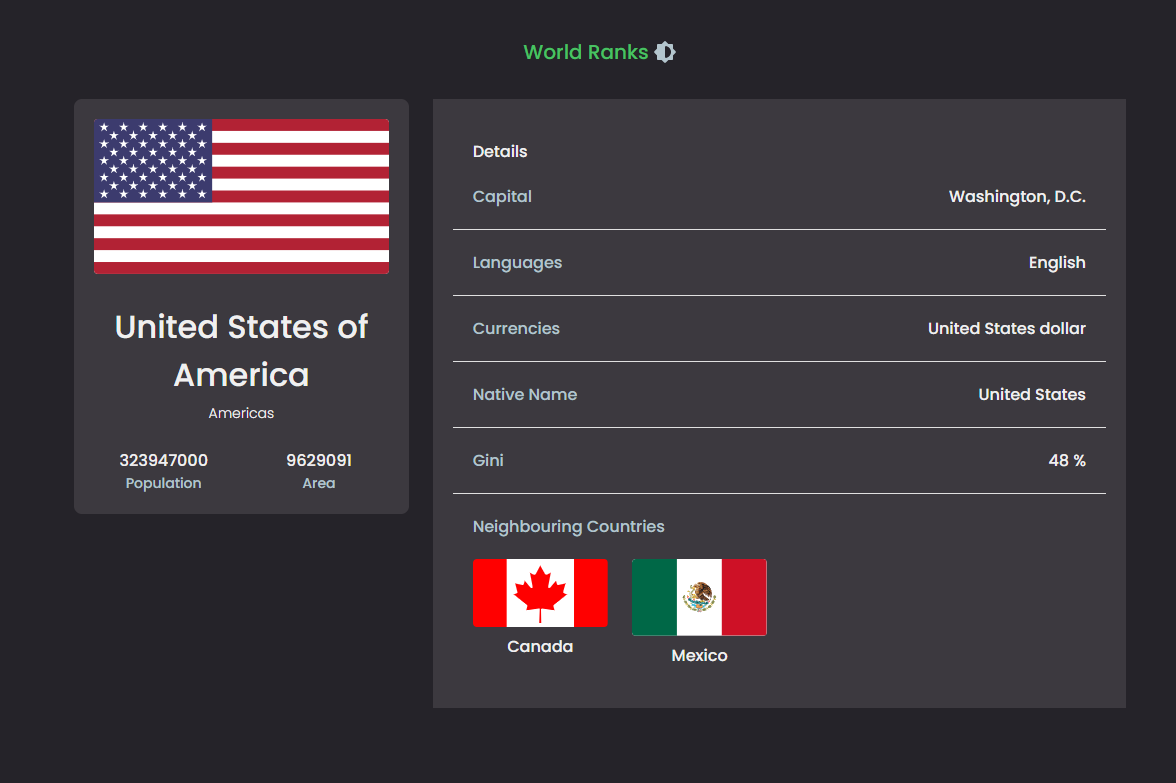 World Ranks
United States of
America
Americas
323947000
Population
9629091
Area
Details
Capital
Washington, D.C.
Languages
English
Currencies
United States dollar
Native Name
United States
Gini
48 %
Neighbouring Countries
Canada
Mexico